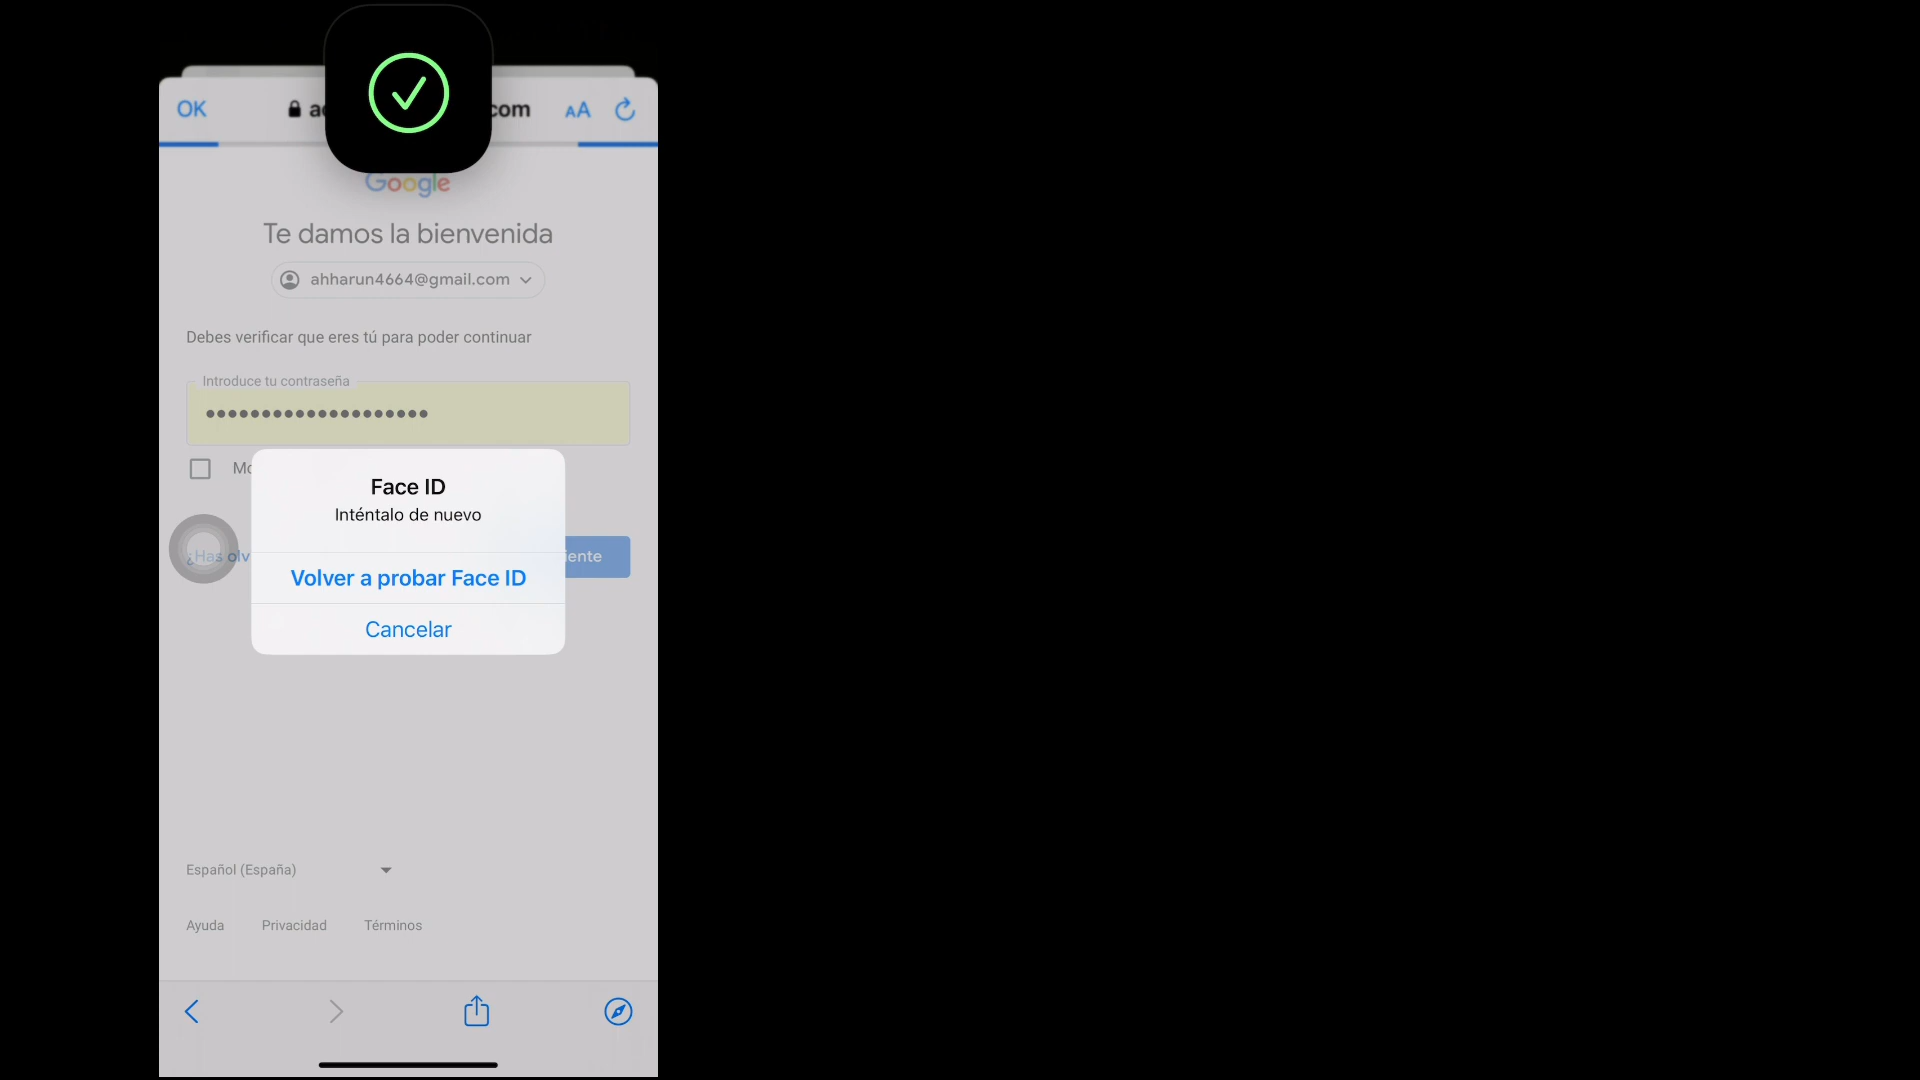 OK
com
AA
Google
Te damos la bienvenida
ahharun4664@gmail.com
Debes verificar que eres tú para poder continuar
Introduce tu contraseña
Face ID
Inténtalo de nuevo
¿Has olv
iente
Volver a probar Face ID
Cancelar
Español (España)
Ayuda Privacidad Términos